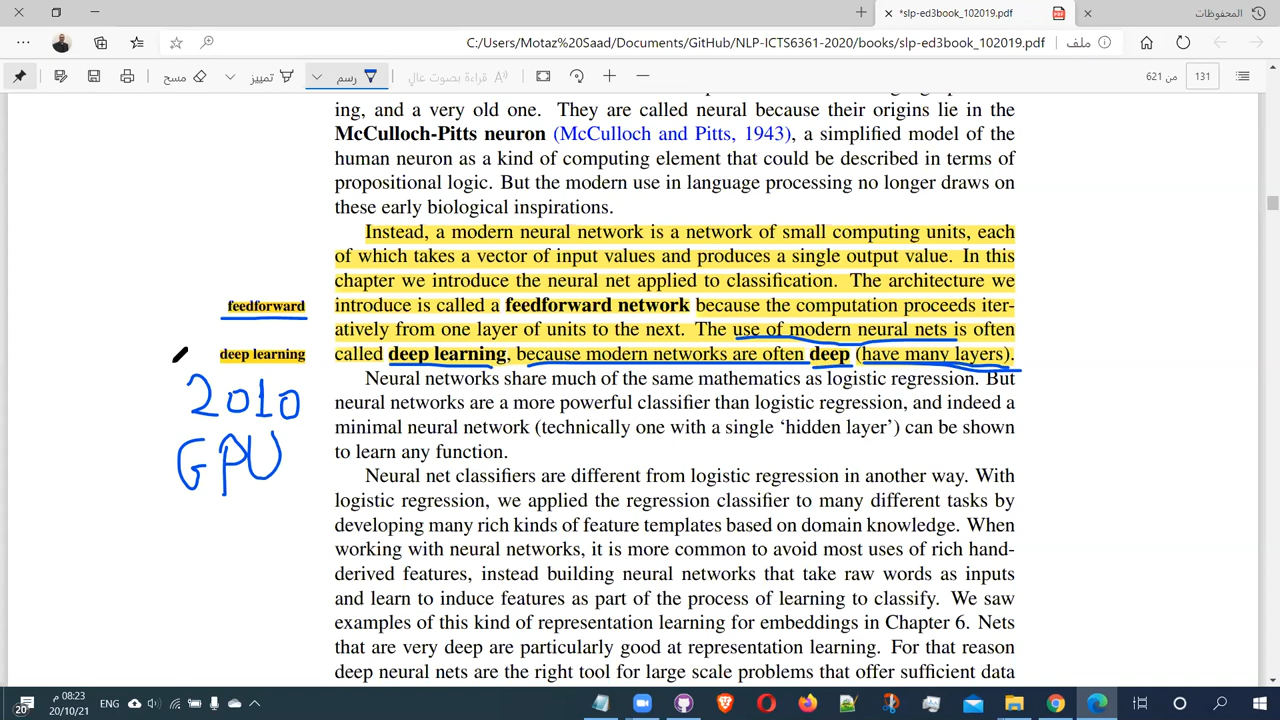 *slp-ed3book_102019.pdf
المحفوظات
C:/Users/Motaz%20Saad/Documents/GitHub/NLP-ICTS6361-2020/books/slp-ed3book_102019.pdf
ملف
مسح
تمييز
رسم
قراءة بصوت عالٍ
من 621
131
ing, and a very old one. They are called neural because their origins lie in the
McCulloch-Pitts neuron (McCulloch and Pitts, 1943), a simplified model of the
human neuron as a kind of computing element that could be described in terms of
propositional logic. But the modern use in language processing no longer draws on
these early biological inspirations.
Instead, a modern neural network is a network of small computing units, each
of which takes a vector of input values and produces a single output value. In this
chapter we introduce the neural net applied to classification. The architecture we
feedforward
introduce is called a feedforward network because the computation proceeds iter-
atively from one layer of units to the next. The use of modern neural nets is often
deep learning
called deep learning, because modern networks are often deep (have many layers).
2010
GPU
Neural networks share much of the same mathematics as logistic regression. But
neural networks are a more powerful classifier than logistic regression, and indeed a
minimal neural network (technically one with a single ‘hidden layer’) can be shown
to learn any function.
Neural net classifiers are different from logistic regression in another way. With
logistic regression, we applied the regression classifier to many different tasks by
developing many rich kinds of feature templates based on domain knowledge. When
working with neural networks, it is more common to avoid most uses of rich hand-
derived features, instead building neural networks that take raw words as inputs
and learn to induce features as part of the process of learning to classify. We saw
examples of this kind of representation learning for embeddings in Chapter 6. Nets
that are very deep are particularly good at representation learning. For that reason
deep neural nets are the right tool for large scale problems that offer sufficient data
20
08:23 م
20/10/21
ENG